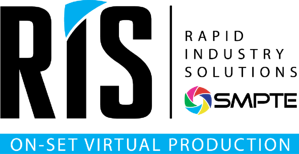 RIS
RAPID
INDUSTRY
SOLUTIONS
SMPTE
ON-SET VIRTUAL PRODUCTION